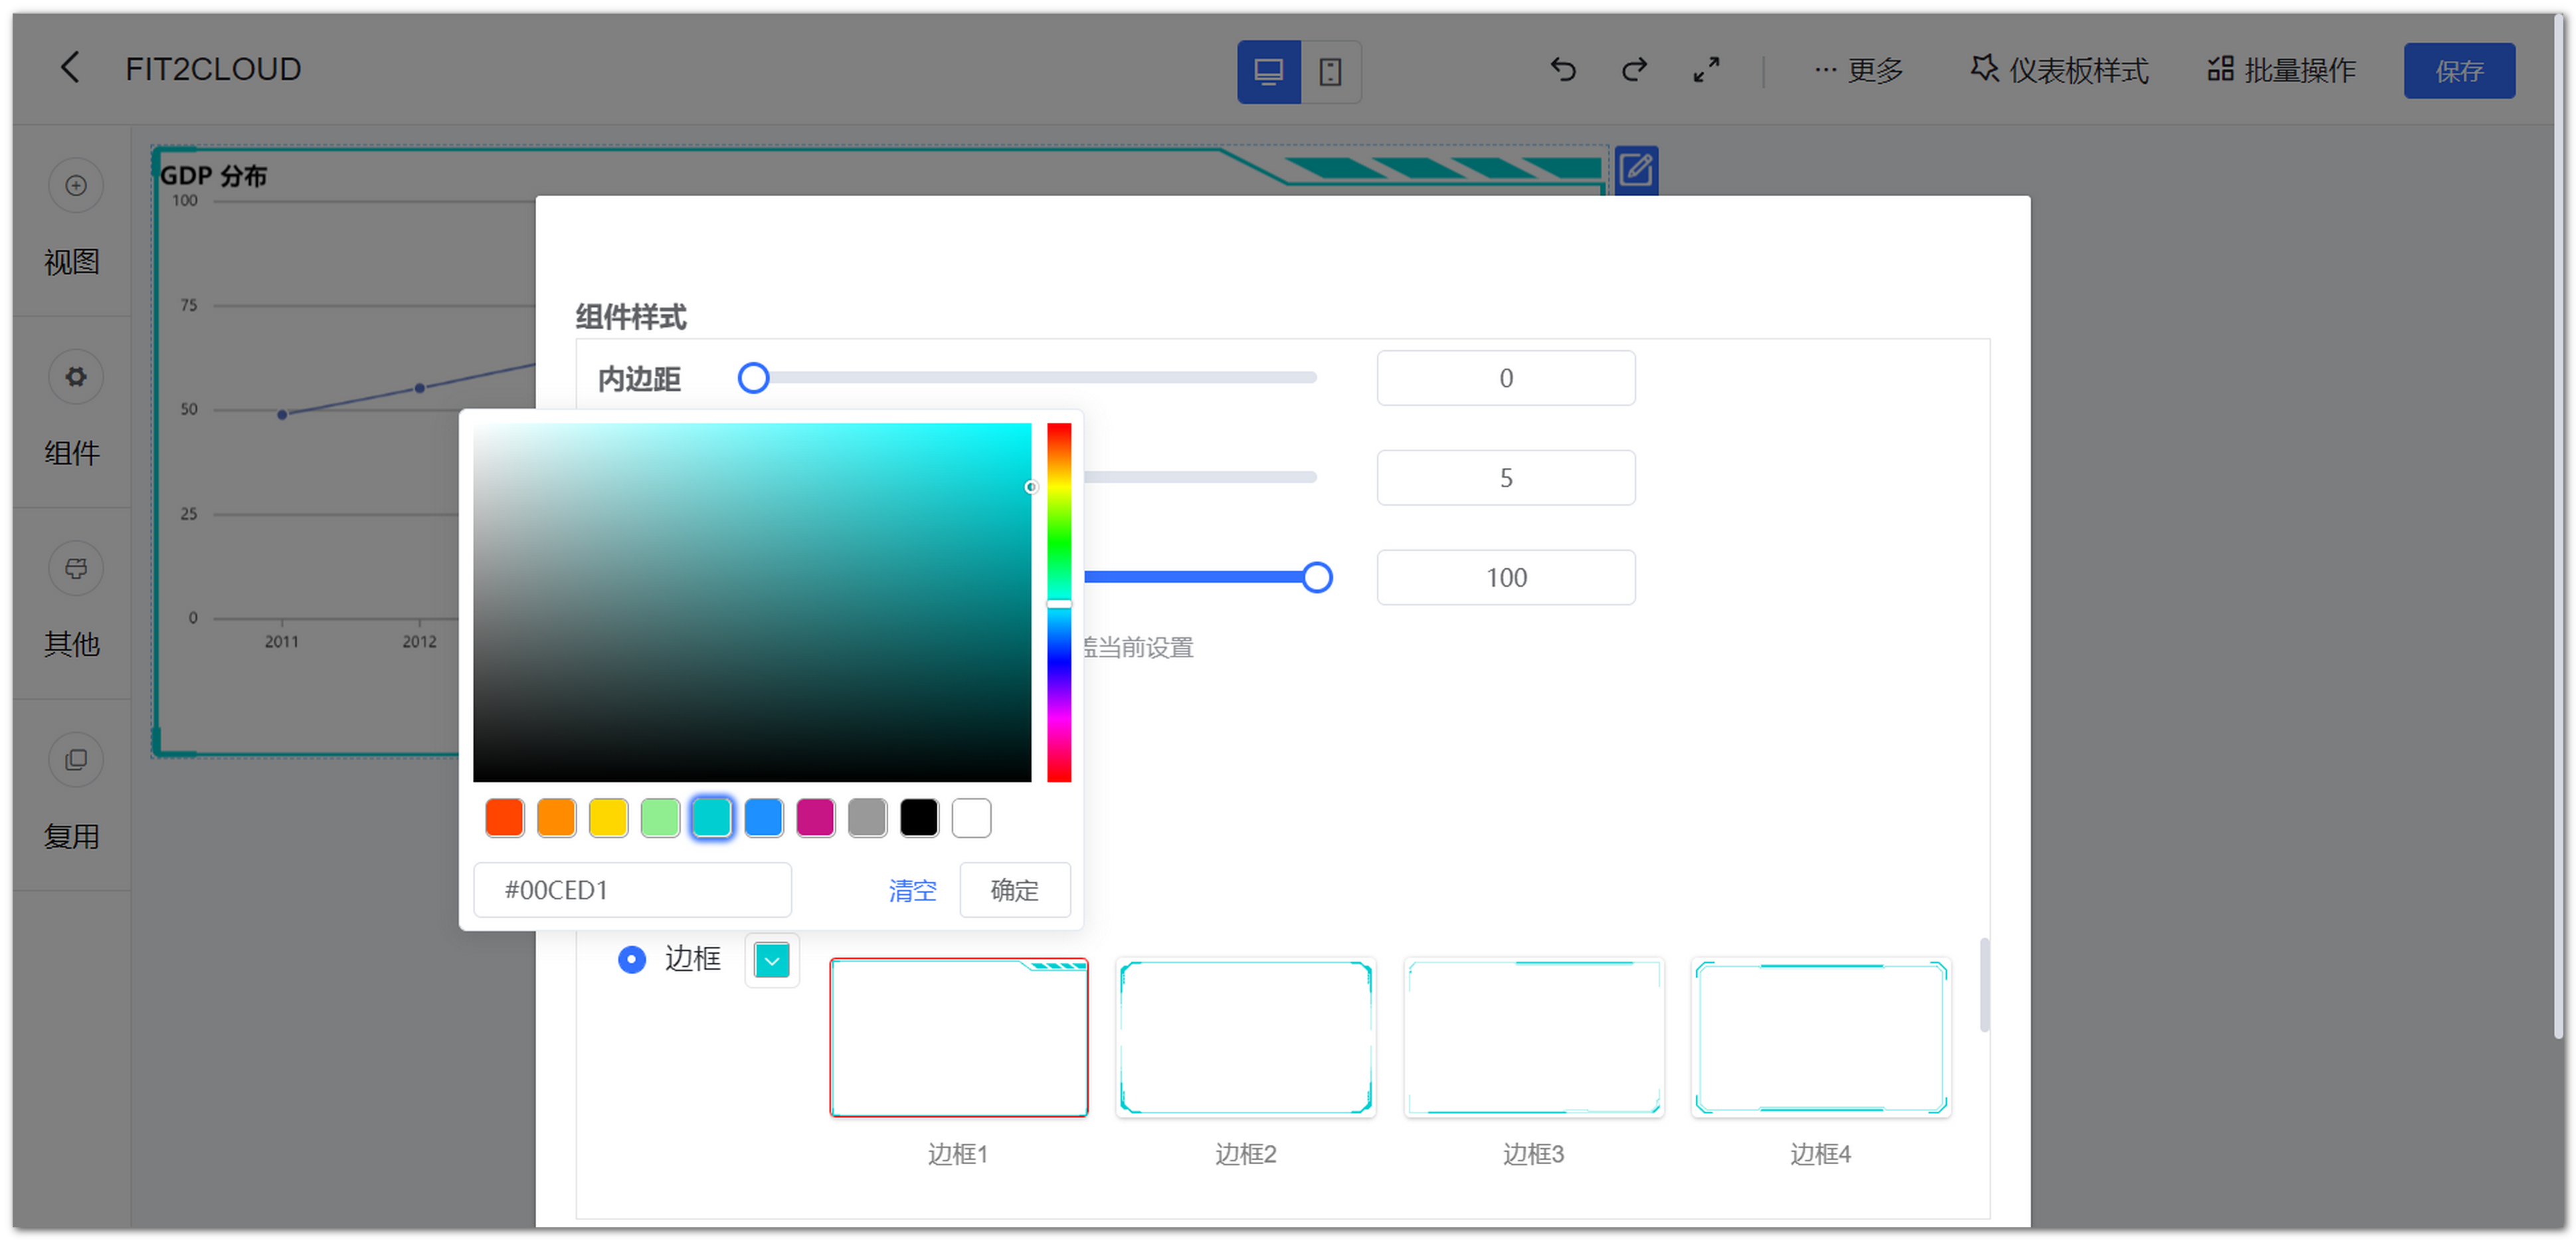 FIT2CLOUD
更多
仪表板样式
批量操作
保存
视图
组件
其他
复用
GDP 分布
100
75
50
25
0
2011
2012
组件样式
内边距
0
5
100
盖当前设置
#00CED1
清空
确定
边框
边框1
边框2
边框3
边框4